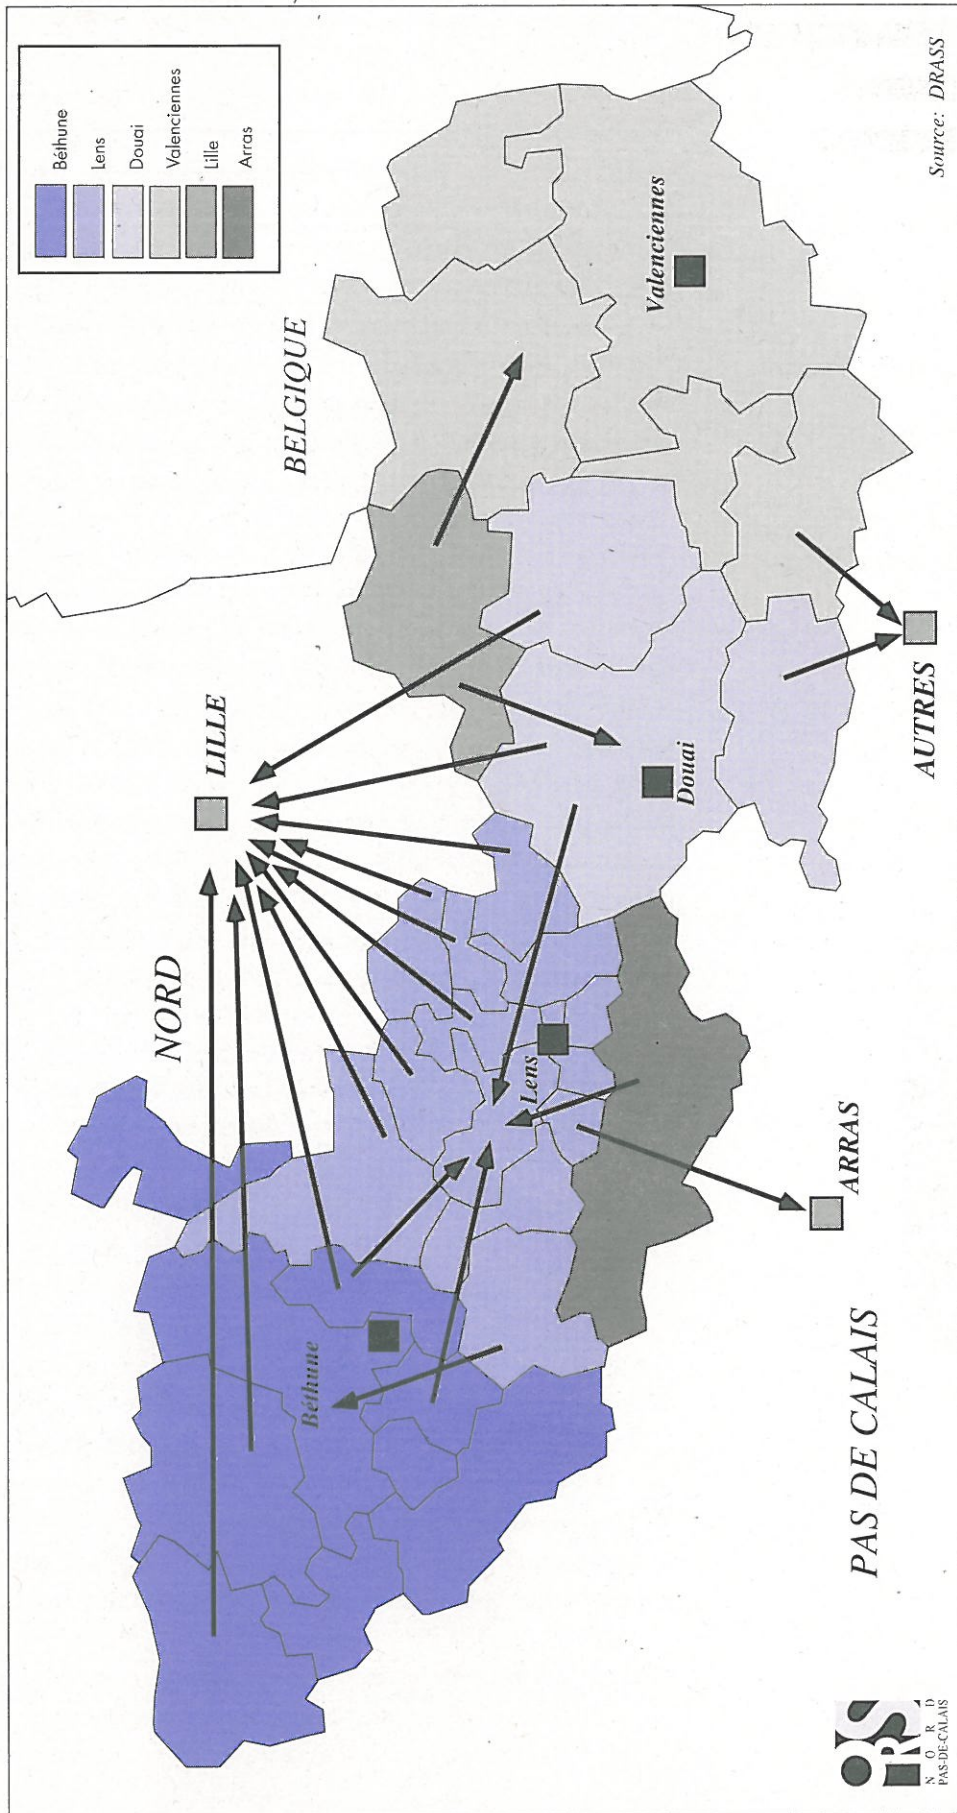 Béthune
Lens
Douai
Valenciennes
Lille
Arras
BELGIQUE
NORD
LILLE
Valenciennes
Douai
Lens
Béthune
AUTRES
ARRAS
PAS DE CALAIS
Source: DRASS
ORS
N O R D
PAS-DE-CALAIS